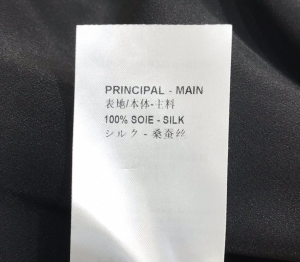 PRINCIPAL - MAIN
表地/本体-主料
100% SOIE - SILK
シルク - 桑蚕丝